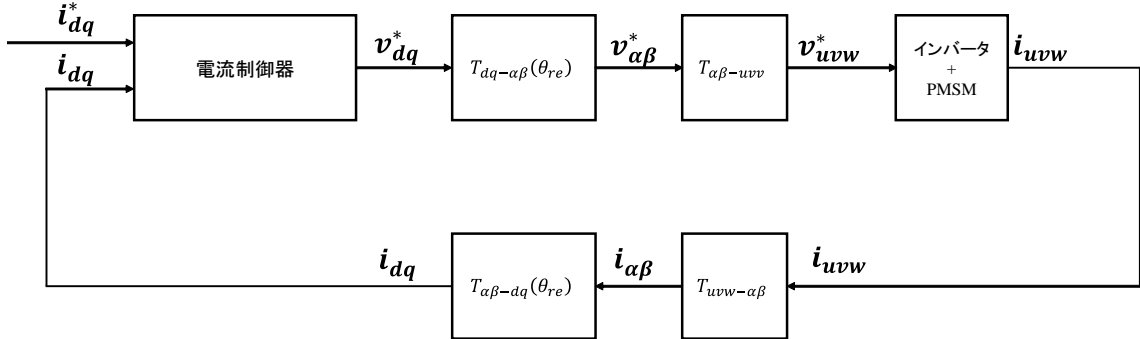 i*dq
idq
電流制御器
v*dq
Tdq−αβ(θre)
v*αβ
Tαβ−uvv
v*uvw
インバータ
+
PMSM
iuvw
idq
Tαβ−dq(θre)
iαβ
Tuvw−αβ
iuvw